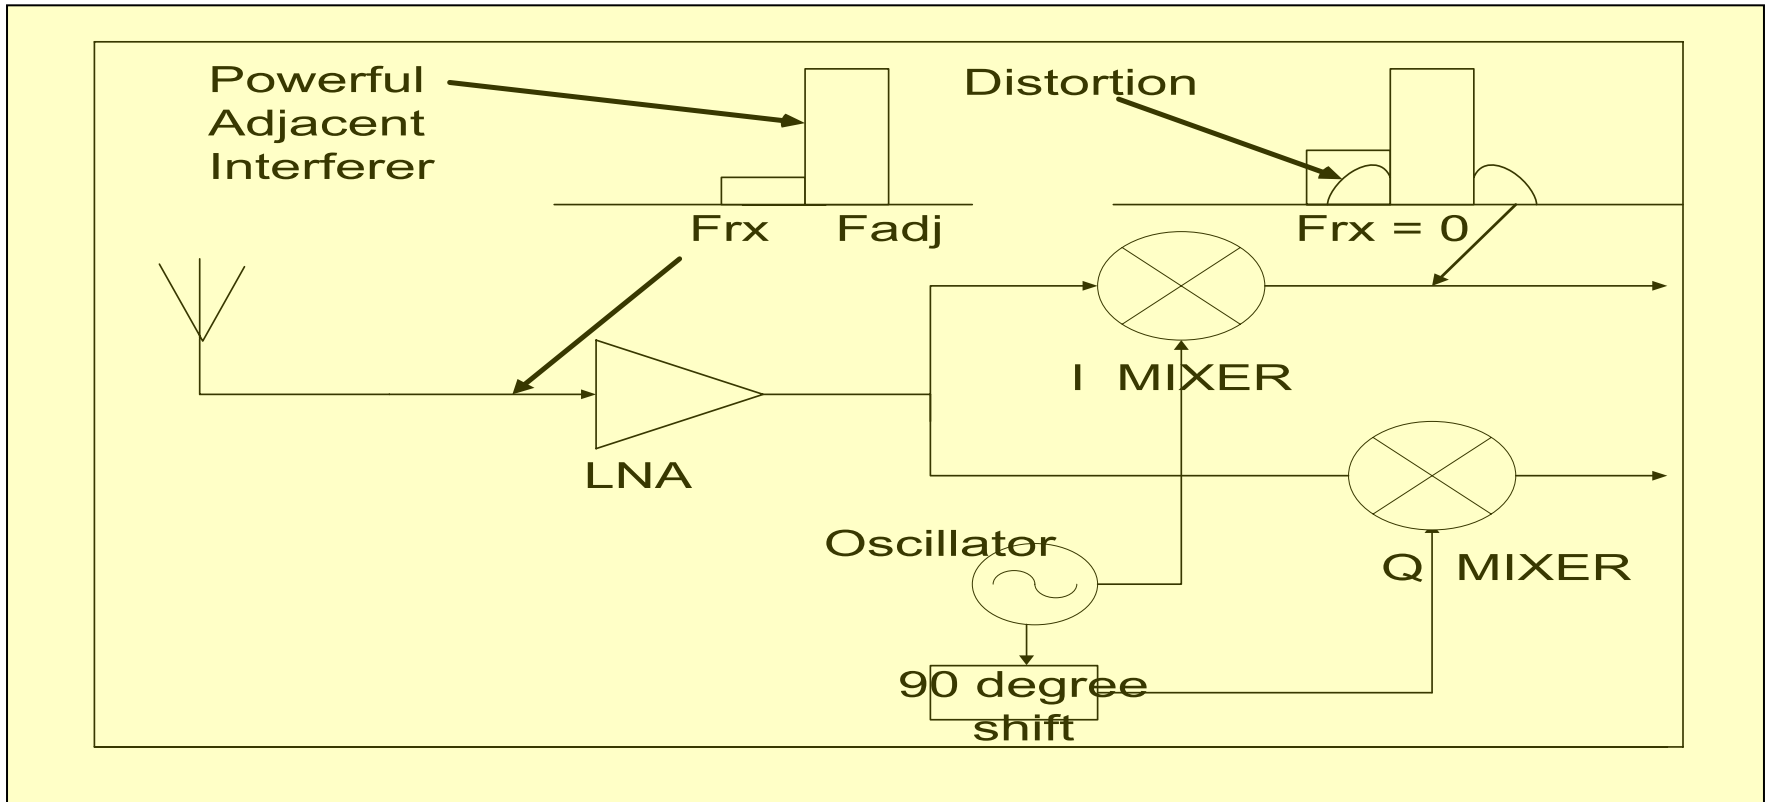 Powerful
Adjacent
Interferer
Distortion
Frx Fadj
Frx = 0
I MIXER
LNA
Oscillator
Q MIXER
90 degree
shift